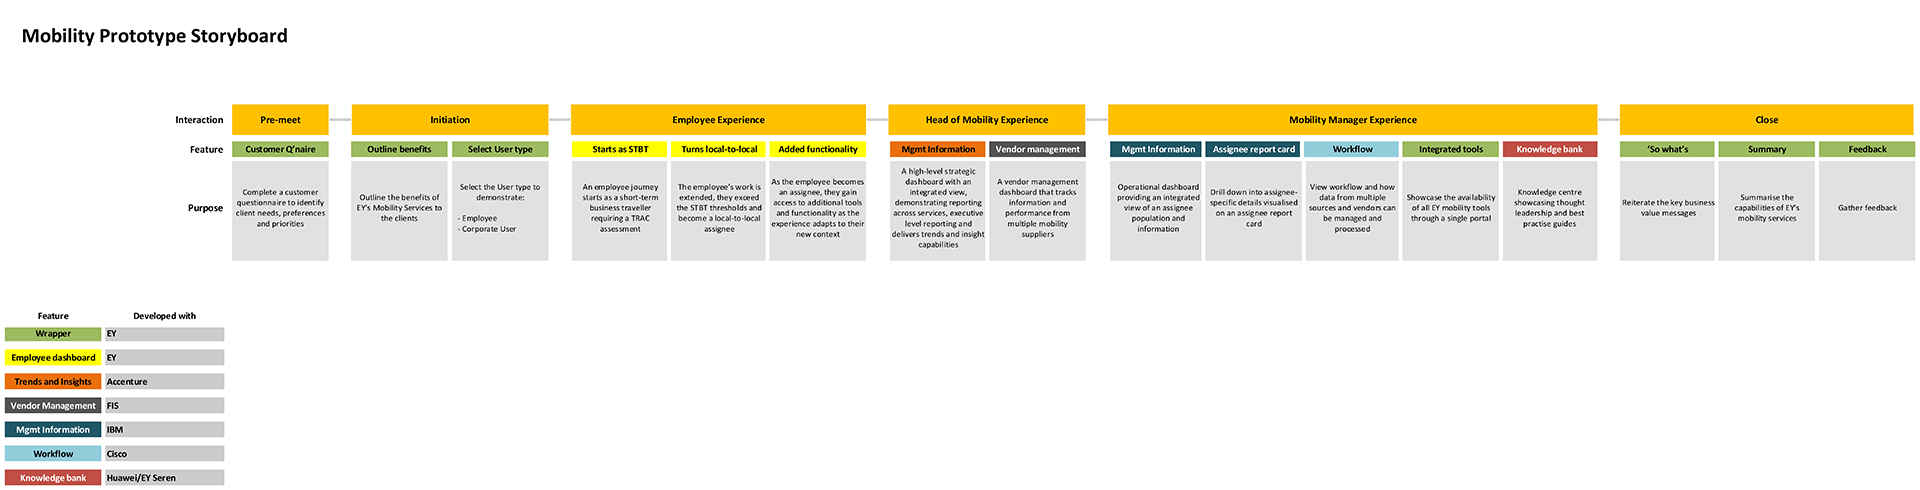 Mobility Prototype Storyboard
Interaction
Pre-meet
Initiation
Employee Experience
Head of Mobility Experience
Mobility Manager Experience
Close
Feature
Customer Q'naire
Outline benefits
Select User type
Starts as STBT
Turns local-to-local
Added functionality
Mgmt Information
Vendor management
Mgmt Information
Assignee report card
Workflow
Integrated tools
Knowledge bank
'So what's
Summary
Feedback
Purpose
Complete a customer
questionnaire to identify
client needs, preferences
and priorities
Outline the benefits of
EY's Mobility Services to
the clients
Select the User type to
demonstrate:
- Employee
- Corporate User
An employee journey
starts as a short-term
business traveller
requiring a TRAC
assessment
The employee's work is
extended, they exceed
the STBT thresholds and
become a local-to-local
assignee
As the employee becomes
an assignee, they gain
access to additional tools
and functionality as the
experience adapts to their
new context
A high-level strategic
dashboard with an
integrated view,
demonstrating reporting
across services, executive
level reporting and
delivers trends and insight
capabilities
A vendor management
dashboard that tracks
information and
performance from
multiple mobility
suppliers
Operational dashboard
providing an integrated
view of an assignee
population and
information
Drill down into assignee-
specific details visualised
on an assignee report
card
View workflow and how
data from multiple
sources and vendors can
be managed and
processed
Showcase the availability
of all EY mobility tools
through a single portal
Knowledge centre
showcasing thought
leadership and best
practise guides
Reiterate the key business
value messages
Summarise the
capabilities of EY's
mobility services
Gather feedback
Feature Developed with
Wrapper EY
Employee dashboard EY
Trends and Insights Accenture
Vendor Management FIS
Mgmt Information IBM
Workflow Cisco
Knowledge bank Huawei/EY Seren